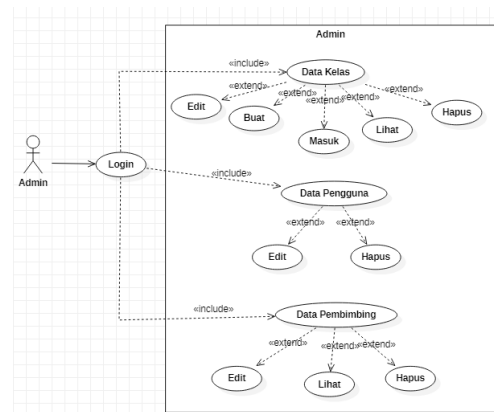 Admin
«include»
Data Kelas
«extend»
«extend»
«extend»
«extend»
«extend»
Edit
Buat
Masuk
Lihat
Hapus
Admin
Login
«include»
Data Pengguna
«extend»
«extend»
Edit
Hapus
«include»
Data Pembimbing
«extend»
«extend»
«extend»
Edit
Lihat
Hapus